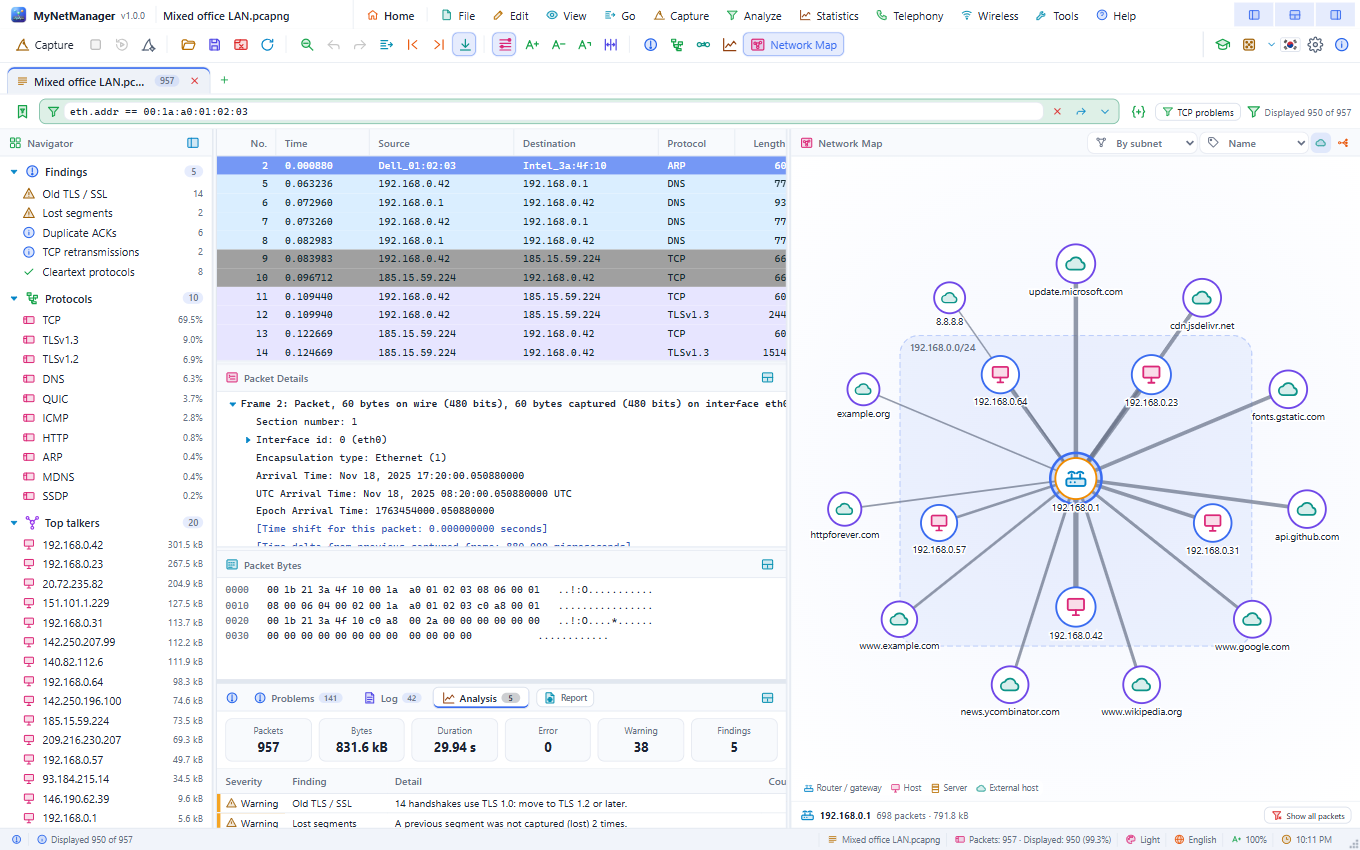 MyNetManager v1.0.0 Mixed office LAN.pcapng Home File Edit View Go Capture Analyze Statistics Telephony Wireless Tools Help
Capture A+ A− Network Map
Mixed office LAN.pc... 957
eth.addr == 00:1a:a0:01:02:03 TCP problems Displayed 950 of 957
Navigator
Findings 5
Old TLS / SSL 14
Lost segments 2
Duplicate ACKs 6
TCP retransmissions 2
Cleartext protocols 8
Protocols 10
TCP 69.5%
TLSv1.3 9.0%
TLSv1.2 6.9%
DNS 6.3%
QUIC 3.7%
ICMP 2.8%
HTTP 0.8%
ARP 0.4%
MDNS 0.4%
SSDP 0.2%
Top talkers 20
192.168.0.42 301.5 kB
192.168.0.23 267.5 kB
20.72.235.82 204.9 kB
151.101.1.229 127.5 kB
192.168.0.31 113.7 kB
142.250.207.99 112.2 kB
140.82.112.6 111.9 kB
192.168.0.64 98.3 kB
142.250.196.100 74.6 kB
185.15.59.224 73.5 kB
209.216.230.207 69.3 kB
192.168.0.57 49.7 kB
93.184.215.14 34.5 kB
146.190.62.39 9.6 kB
192.168.0.1 5.6 kB
No. Time Source Destination Protocol Length
2 0.000880 Dell_01:02:03 Intel_3a:4f:10 ARP 60
5 0.063236 192.168.0.42 192.168.0.1 DNS 77
6 0.072960 192.168.0.1 192.168.0.42 DNS 93
7 0.073260 192.168.0.42 192.168.0.1 DNS 77
8 0.082983 192.168.0.1 192.168.0.42 DNS 77
9 0.083983 192.168.0.42 185.15.59.224 TCP 66
10 0.096712 185.15.59.224 192.168.0.42 TCP 66
11 0.109440 192.168.0.42 185.15.59.224 TCP 60
12 0.109940 192.168.0.42 185.15.59.224 TLSv1.3 244
13 0.122669 185.15.59.224 192.168.0.42 TCP 60
14 0.124669 185.15.59.224 192.168.0.42 TLSv1.3 1514
Packet Details
Frame 2: Packet, 60 bytes on wire (480 bits), 60 bytes captured (480 bits) on interface eth0
Section number: 1
Interface id: 0 (eth0)
Encapsulation type: Ethernet (1)
Arrival Time: Nov 18, 2025 17:20:00.050880000
UTC Arrival Time: Nov 18, 2025 08:20:00.050880000 UTC
Epoch Arrival Time: 1763454000.050880000
[Time shift for this packet: 0.000000000 seconds]
[Time delta from previous captured frame: 880.000 microseconds]
Packet Bytes
0000 00 1b 21 3a 4f 10 00 1a a0 01 02 03 08 06 00 01 ..!:O...........
0010 08 00 06 04 00 02 00 1a a0 01 02 03 c0 a8 00 01 ................
0020 00 1b 21 3a 4f 10 c0 a8 00 2a 00 00 00 00 00 00 ..!:O....*......
0030 00 00 00 00 00 00 00 00 00 00 00 00 ............
Problems 141 Log 42 Analysis 5 Report
Packets Bytes Duration Error Warning Findings
957 831.6 kB 29.94 s 0 38 5
Severity Finding Detail Cou
Warning Old TLS / SSL 14 handshakes use TLS 1.0: move to TLS 1.2 or later.
Warning Lost segments A previous segment was not captured (lost) 2 times.
Network Map By subnet Name
update.microsoft.com
8.8.8.8
cdn.jsdelivr.net
192.168.0.0/24
192.168.0.64
192.168.0.23
example.org
fonts.gstatic.com
192.168.0.1
httpforever.com
api.github.com
192.168.0.57
192.168.0.31
192.168.0.42
www.example.com
www.google.com
news.ycombinator.com
www.wikipedia.org
Router / gateway Host Server External host
192.168.0.1 698 packets · 791.8 kB Show all packets
Displayed 950 of 957 Mixed office LAN.pcapng Packets: 957 · Displayed: 950 (99.3%) Light English A+ 100% 10:11 PM